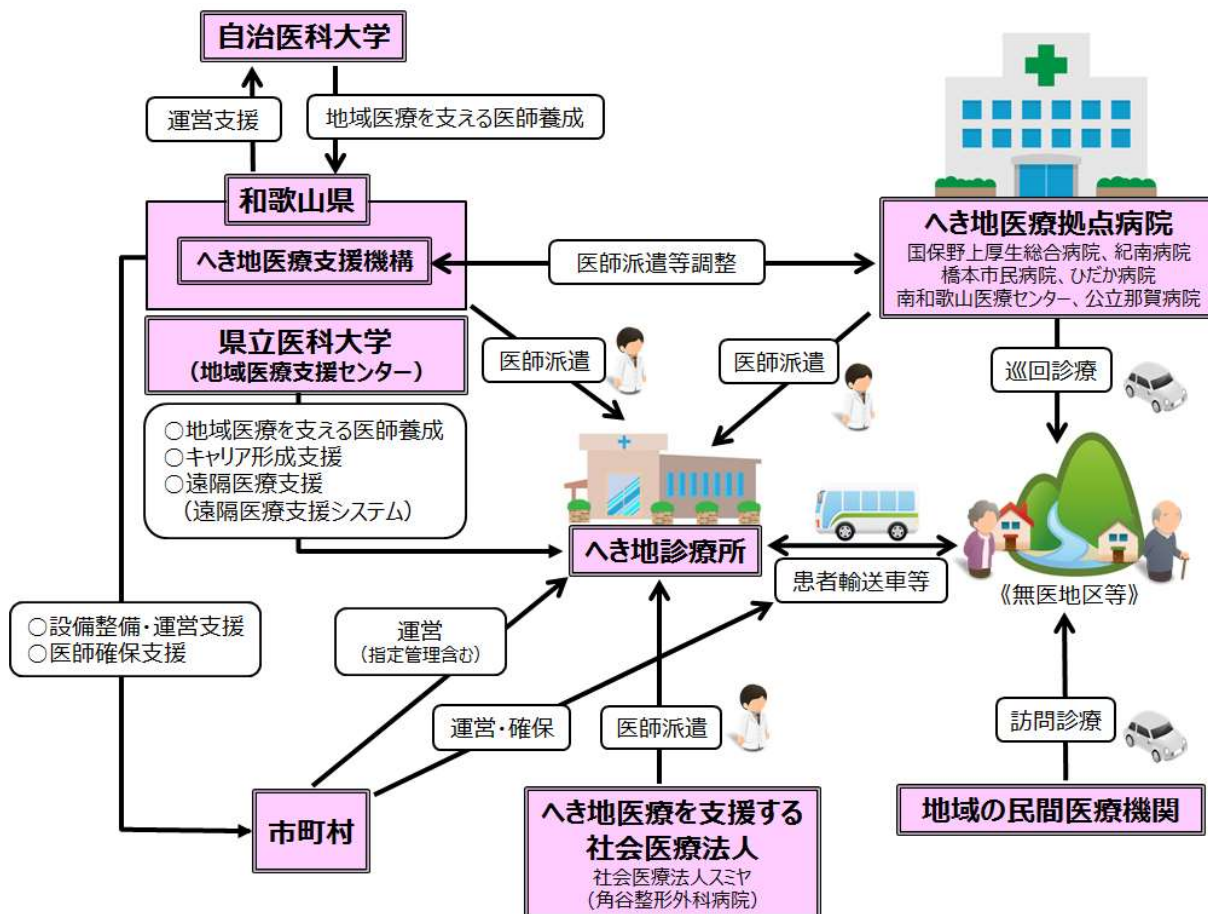 自治医科大学
運営支援
地域医療を支える医師養成
和歌山県
へき地医療支援機構
医師派遣等調整
へき地医療拠点病院
国保野上厚生総合病院、紀南病院
橋本市民病院、ひだか病院
南和歌山医療センター、公立那賀病院
県立医科大学
（地域医療支援センター）
医師派遣
医師派遣
巡回診療
○地域医療を支える医師養成
○キャリア形成支援
○遠隔医療支援
（遠隔医療支援システム）
へき地診療所
患者輸送車等
《無医地区等》
○設備整備・運営支援
○医師確保支援
運営
（指定管理含む）
運営・確保
医師派遣
訪問診療
市町村
へき地医療を支援する
社会医療法人
社会医療法人スミヤ
（角谷整形外科病院）
地域の民間医療機関